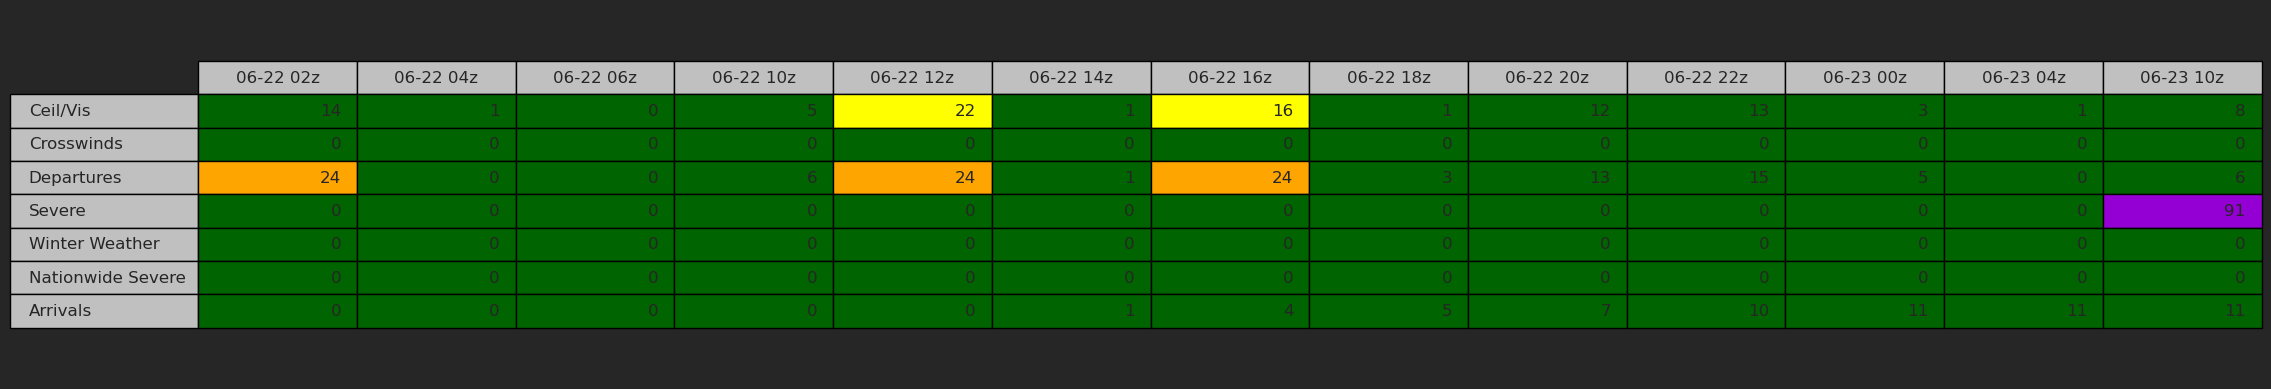 06-22 02z 06-22 04z 06-22 06z 06-22 10z 06-22 12z 06-22 14z 06-22 16z 06-22 18z 06-22 20z 06-22 22z 06-23 00z 06-23 04z 06-23 10z
Ceil/Vis 14 1 0 5 22 1 16 1 12 13 3 1 8
Crosswinds 0 0 0 0 0 0 0 0 0 0 0 0 0
Departures 24 0 0 6 24 1 24 3 13 15 5 0 6
Severe 0 0 0 0 0 0 0 0 0 0 0 0 91
Winter Weather 0 0 0 0 0 0 0 0 0 0 0 0 0
Nationwide Severe 0 0 0 0 0 0 0 0 0 0 0 0 0
Arrivals 0 0 0 0 0 1 4 5 7 10 11 11 11